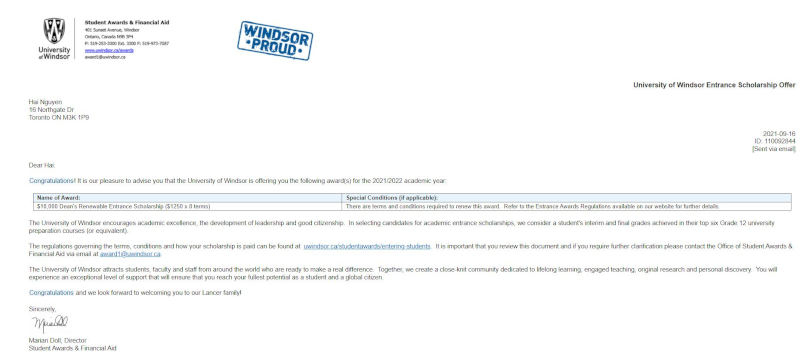 Student Awards & Financial Aid
401 Sunset Avenue, Windsor
Ontario, Canada N9B 3P4
P: 519-253-3000 Ext. 3300 F: 519-973-7087
www.uwindsor.ca/awards
award1@uwindsor.ca
University
of Windsor
WINDSOR
PROUD
University of Windsor Entrance Scholarship Offer
Hai Nguyen
16 Northgate Dr
Toronto ON M3K 1P9
2021-09-16
ID: 110092844
[Sent via email]
Dear Hai:
Congratulations! It is our pleasure to advise you that the University of Windsor is offering you the following award(s) for the 2021/2022 academic year:
Name of Award: Special Conditions (if applicable):
$10,000 Dean's Renewable Entrance Scholarship ($1250 x 8 terms) There are terms and conditions required to renew this award. Refer to the Entrance Awards Regulations available on our website for further details.
The University of Windsor encourages academic excellence, the development of leadership and good citizenship. In selecting candidates for academic entrance scholarships, we consider a student's interim and final grades achieved in their top six Grade 12 university
preparation courses (or equivalent).
The regulations governing the terms, conditions and how your scholarship is paid can be found at uwindsor.ca/studentawards/entering-students. It is important that you review this document and if you require further clarification please contact the Office of Student Awards &
Financial Aid via email at award1@uwindsor.ca.
The University of Windsor attracts students, faculty and staff from around the world who are ready to make a real difference. Together, we create a close-knit community dedicated to lifelong learning, engaged teaching, original research and personal discovery. You will
experience an exceptional level of support that will ensure that you reach your fullest potential as a student and a global citizen.
Congratulations and we look forward to welcoming you to our Lancer family!
Sincerely,
Marian Doll, Director
Student Awards & Financial Aid